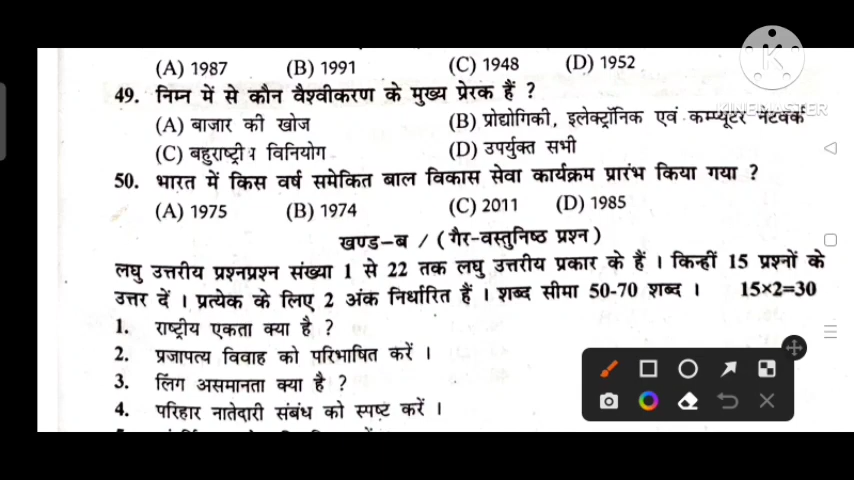 (A) 1987 (B) 1991 (C) 1948 (D) 1952
49. निम्न में से कौन वैश्वीकरण के मुख्य प्रेरक हैं ?
(A) बाज़ार की खोज (B) प्रोद्योगिकी, इलेक्ट्रॉनिक एवं कम्प्यूटर नेटवर्क
(C) बहुराष्ट्रीय विनियोग (D) उपर्युक्त सभी
50. भारत में किस वर्ष समेकित बाल विकास सेवा कार्यक्रम प्रारंभ किया गया ?
(A) 1975 (B) 1974 (C) 2011 (D) 1985
खण्ड-ब / (गैर-वस्तुनिष्ठ प्रश्न)
लघु उत्तरीय प्रश्नप्रश्न संख्या 1 से 22 तक लघु उत्तरीय प्रकार के हैं । किन्हीं 15 प्रश्नों के
उत्तर दें । प्रत्येक के लिए 2 अंक निर्धारित हैं । शब्द सीमा 50-70 शब्द । 15×2=30
1. राष्ट्रीय एकता क्या है ?
2. प्रजापत्य विवाह को परिभाषित करें ।
3. लिंग असमानता क्या है ?
4. परिहार नातेदारी संबंध को स्पष्ट करें ।
K
KINEMASTER